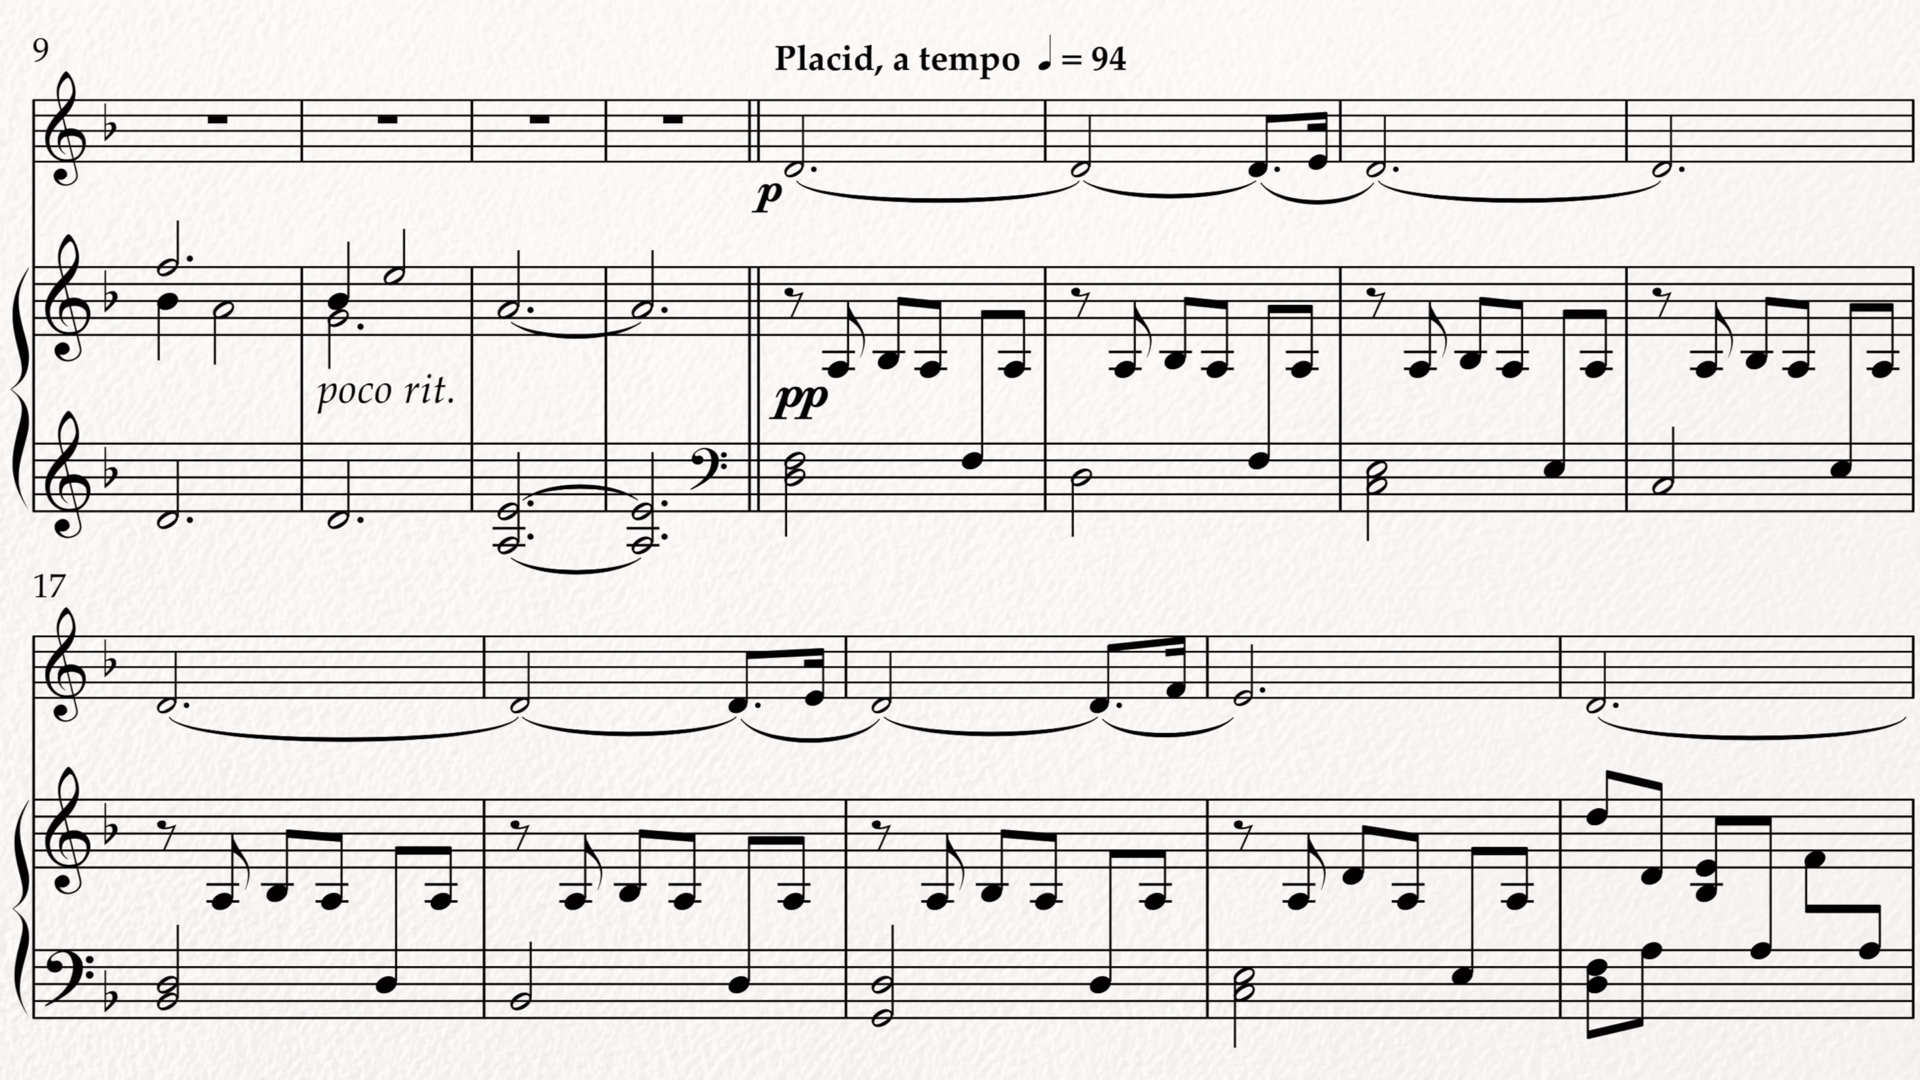 9
Placid, a tempo ♩ = 94
p
poco rit.
pp
17